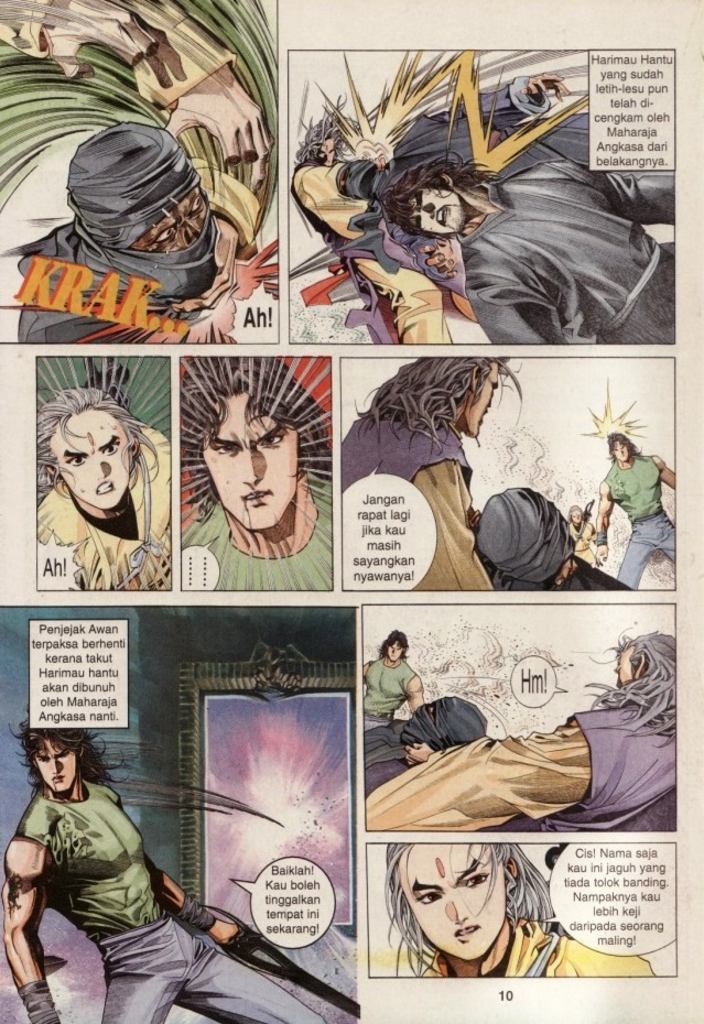 KRAK...
Ah!
Harimau Hantu
yang sudah
letih-lesu pun
telah di-
cengkam oleh
Maharaja
Angkasa dari
belakangnya.
Ah!
......
Jangan
rapat lagi
jika kau
masih
sayangkan
nyawanya!
Penjejak Awan
terpaksa berhenti
kerana takut
Harimau hantu
akan dibunuh
oleh Maharaja
Angkasa nanti.
Baiklah!
Kau boleh
tinggalkan
tempat ini
sekarang!
Hm!
Cis! Nama saja
kau ini jaguh yang
tiada tolok banding.
Nampaknya kau
lebih keji
daripada seorang
maling!
10